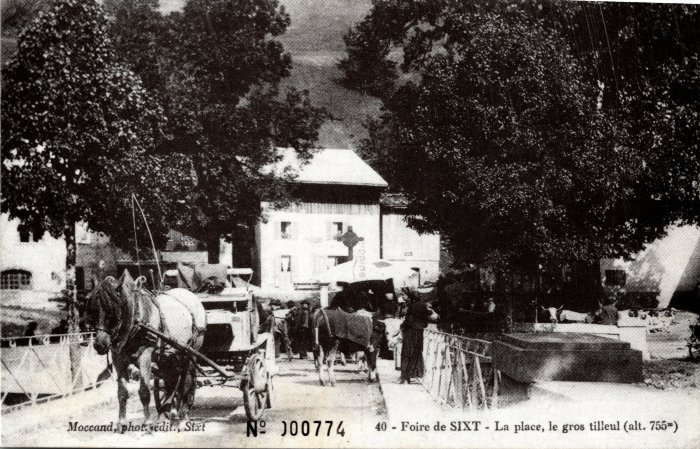 Moccand, phot. édit., Sixt
N° 000774
40 - Foire de SIXT - La place, le gros tilleul (alt. 755m)